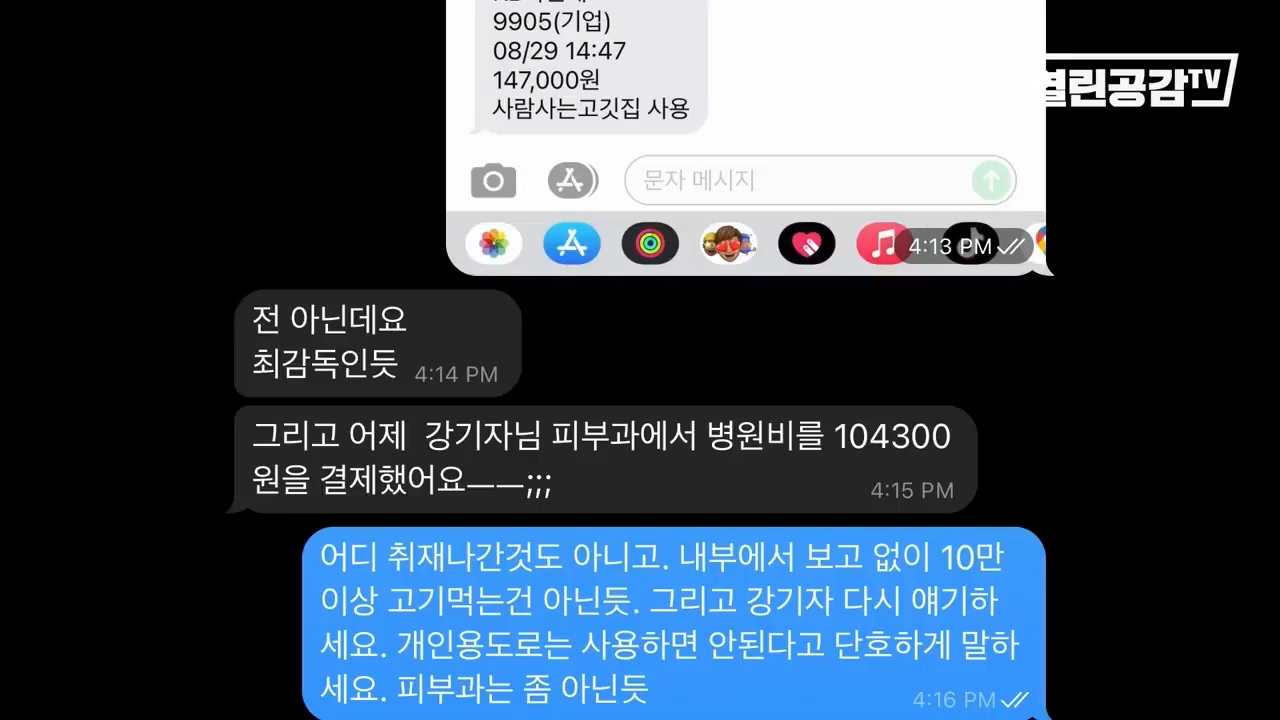 9905(기업)
08/29 14:47
147,000원
사람사는고깃집 사용
열린공감TV
문자 메시지
4:13 PM
전 아닌데요
최감독인듯 4:14 PM
그리고 어제 강기자님 피부과에서 병원비를 104300
원을 결제했어요ㅡㅡ;;;
4:15 PM
어디 취재나간것도 아니고. 내부에서 보고 없이 10만
이상 고기먹는건 아닌듯. 그리고 강기자 다시 얘기하
세요. 개인용도로는 사용하면 안된다고 단호하게 말하
세요. 피부과는 좀 아닌듯
4:16 PM